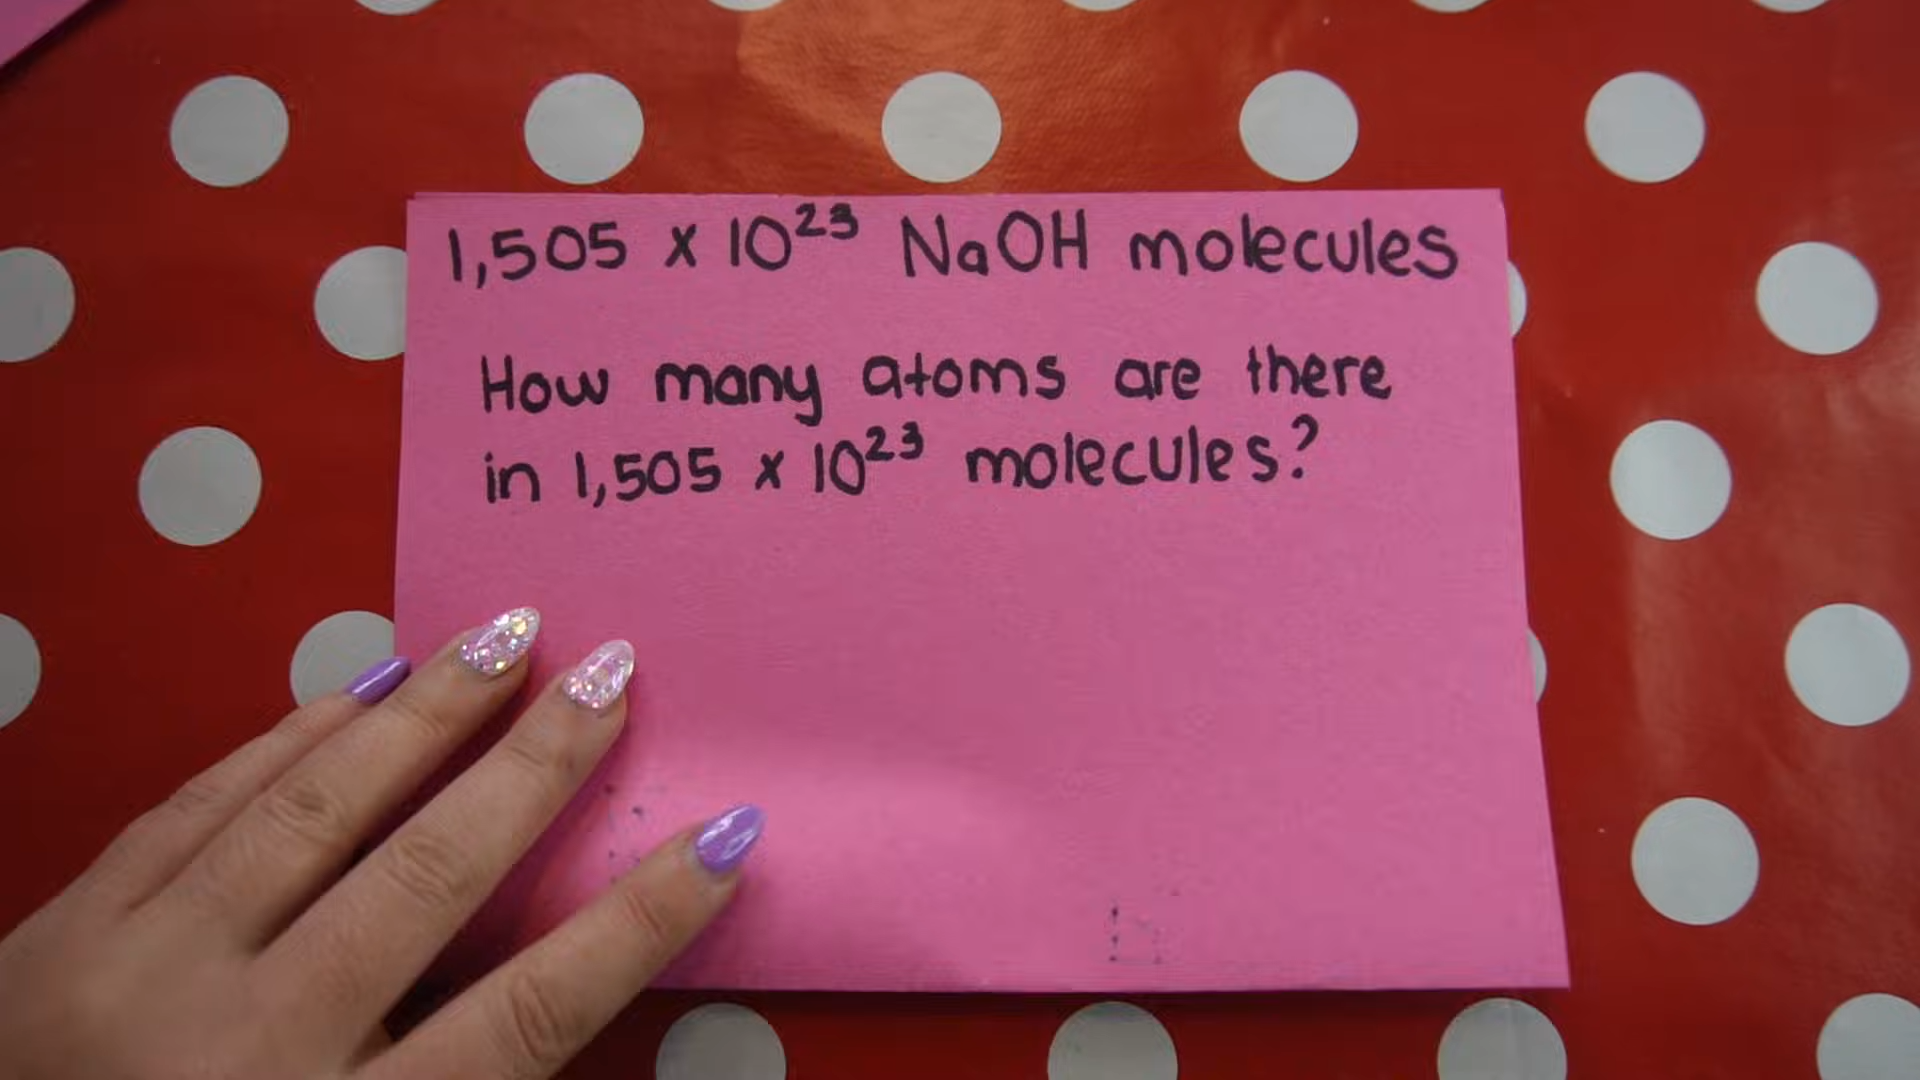 1,505 x 10²³ NaOH molecules
How many atoms are there
in 1,505 x 10²³ molecules?